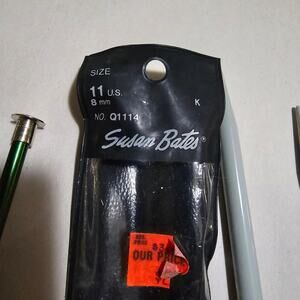 SIZE
11 U.S.
8 mm
K
NO. Q1114
Susan Bates®
OUR PRICE